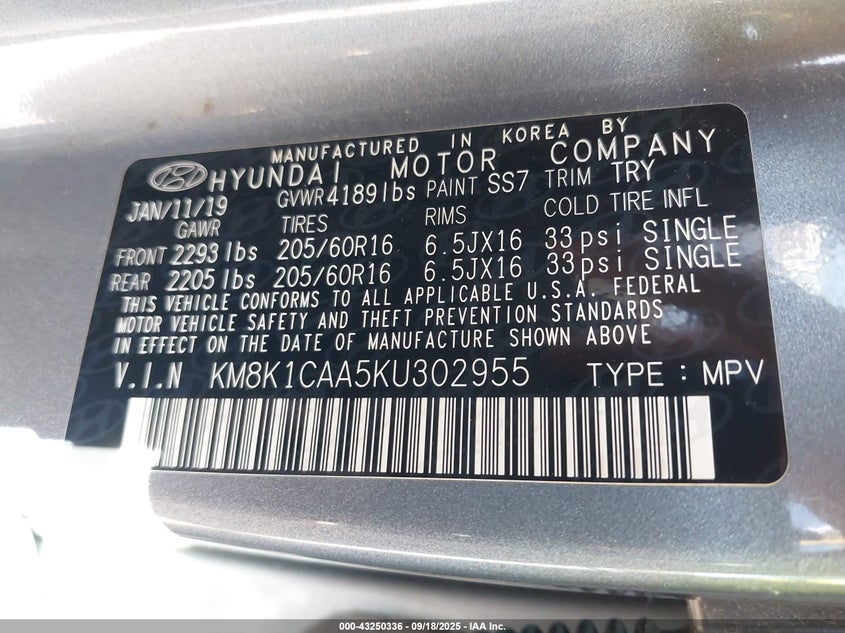 MANUFACTURED IN KOREA BY
HYUNDAI MOTOR COMPANY
JAN/11/19 GVWR 4189 lbs PAINT SS7 TRIM TRY
GAWR TIRES RIMS COLD TIRE INFL
FRONT 2293 lbs 205/60R16 6.5JX16 33psi SINGLE
REAR 2205 lbs 205/60R16 6.5JX16 33psi SINGLE
THIS VEHICLE CONFORMS TO ALL APPLICABLE U.S.A. FEDERAL
MOTOR VEHICLE SAFETY AND THEFT PREVENTION STANDARDS
IN EFFECT ON THE DATE OF MANUFACTURE SHOWN ABOVE
V.I.N KM8K1CAA5KU302955 TYPE : MPV
000-43250336 - 09/18/2025 - IAA Inc.